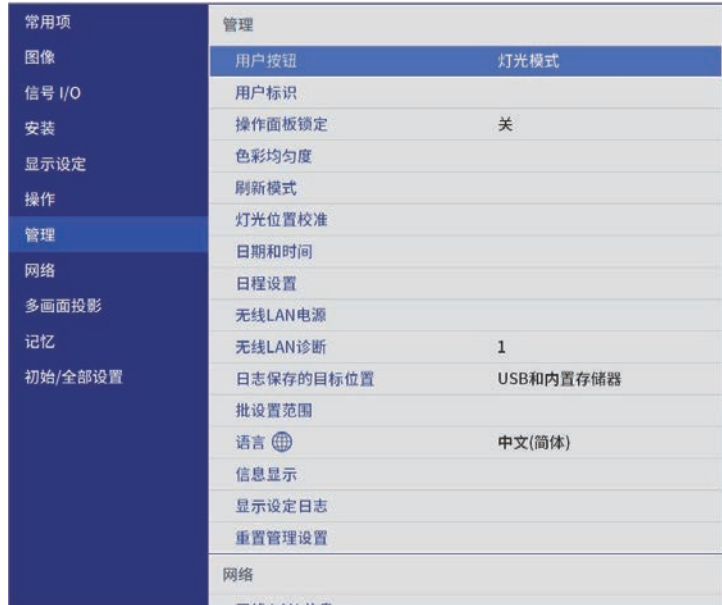 常用项
图像
信号 I/O
安装
显示设定
操作
管理
网络
多画面投影
记忆
初始/全部设置
管理
用户按钮 灯光模式
用户标识
操作面板锁定 关
色彩均匀度
刷新模式
灯光位置校准
日期和时间
日程设置
无线LAN电源
无线LAN诊断 1
日志保存的目标位置 USB和内置存储器
批设置范围
语言 中文(简体)
信息显示
显示设定日志
重置管理设置
网络